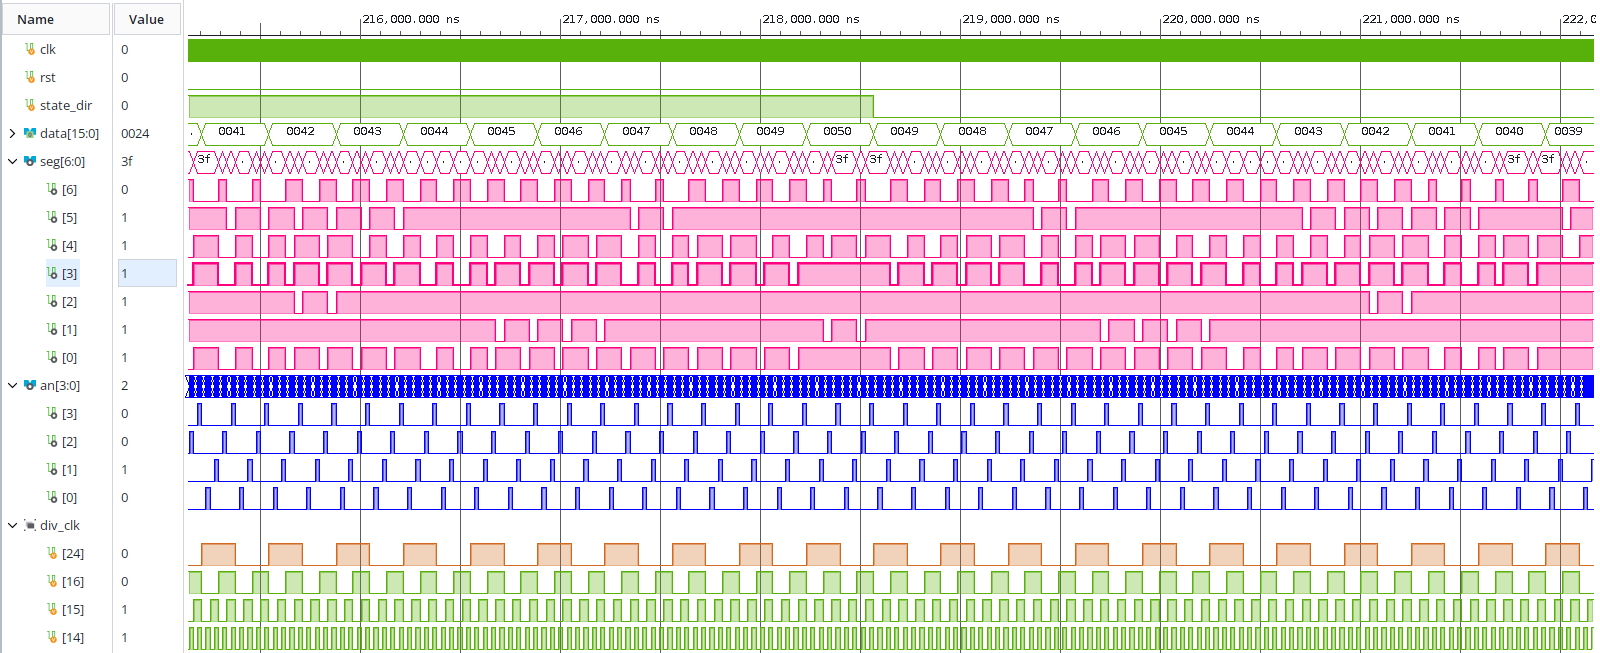 Name Value 216,000.000 ns 217,000.000 ns 218,000.000 ns 219,000.000 ns 220,000.000 ns 221,000.000 ns 222,0
clk 0
rst 0
state_dir 0
data[15:0] 0024 . 0041 0042 0043 0044 0045 0046 0047 0048 0049 0050 0049 0048 0047 0046 0045 0044 0043 0042 0041 0040 0039
seg[6:0] 3f 3f 3f 3f 3f 3f
[6] 0
[5] 1
[4] 1
[3] 1
[2] 1
[1] 1
[0] 1
an[3:0] 2
[3] 0
[2] 0
[1] 1
[0] 0
div_clk
[24] 0
[16] 0
[15] 1
[14] 1